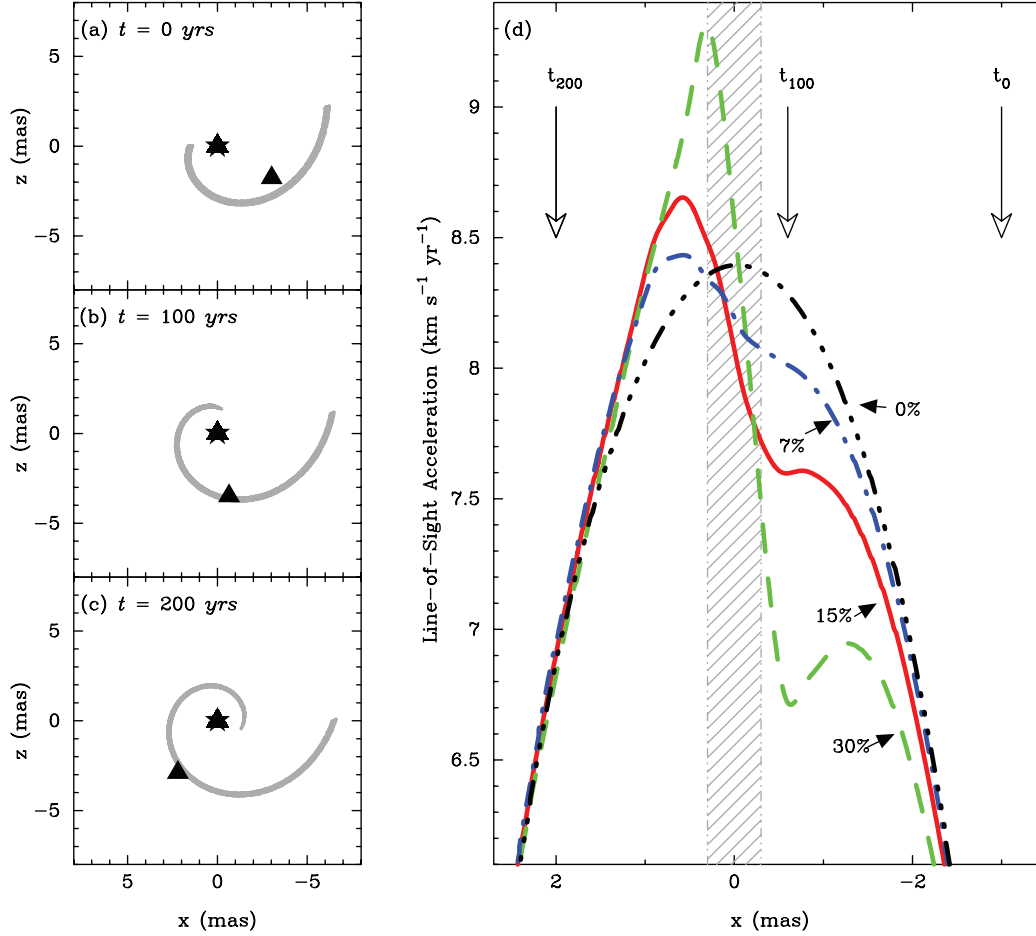 (a) t = 0 yrs
5
0
−5
z (mas)
(b) t = 100 yrs
5
0
−5
z (mas)
(c) t = 200 yrs
5
0
−5
z (mas)
5 0 −5
x (mas)
(d)
t200 t100 t0
9
8.5
8
7.5
7
6.5
Line−of−Sight Acceleration (km s−1 yr−1)
0%
7%
15%
30%
2 0 −2
x (mas)